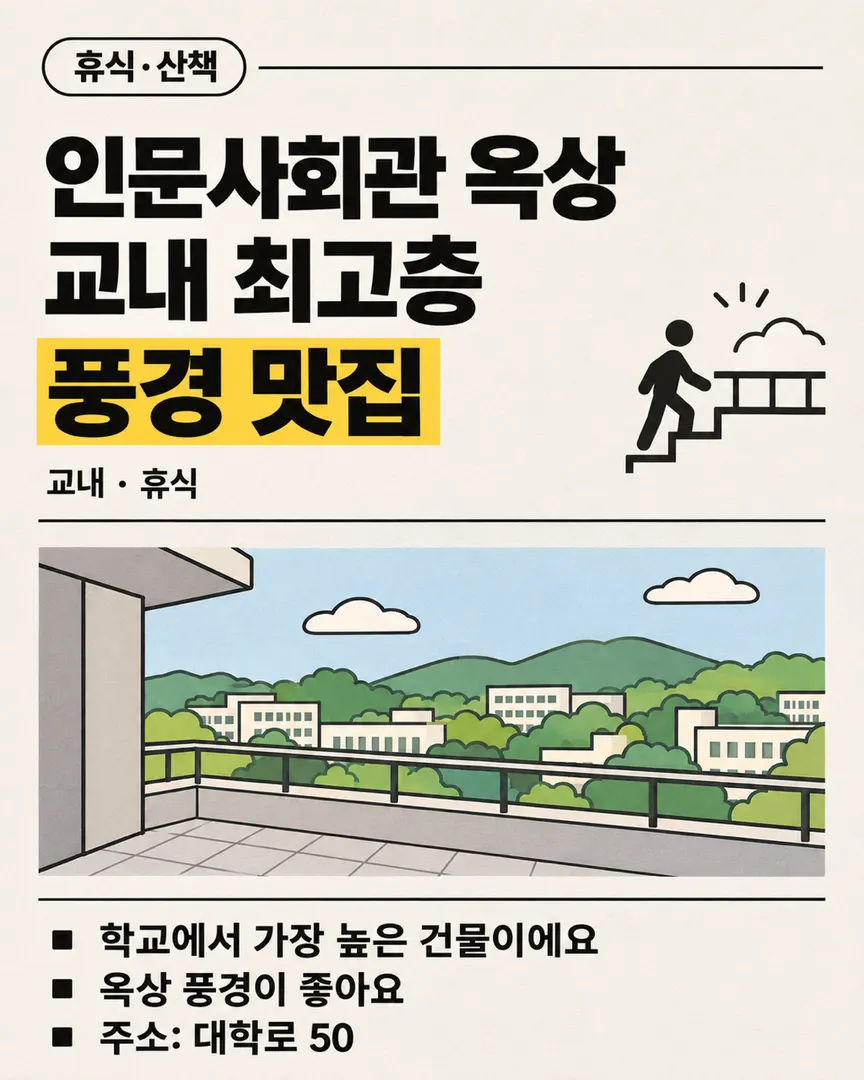 휴식·산책
인문사회관 옥상
교내 최고층
풍경 맛집
교내 · 휴식
■ 학교에서 가장 높은 건물이에요
■ 옥상 풍경이 좋아요
■ 주소: 대학로 50